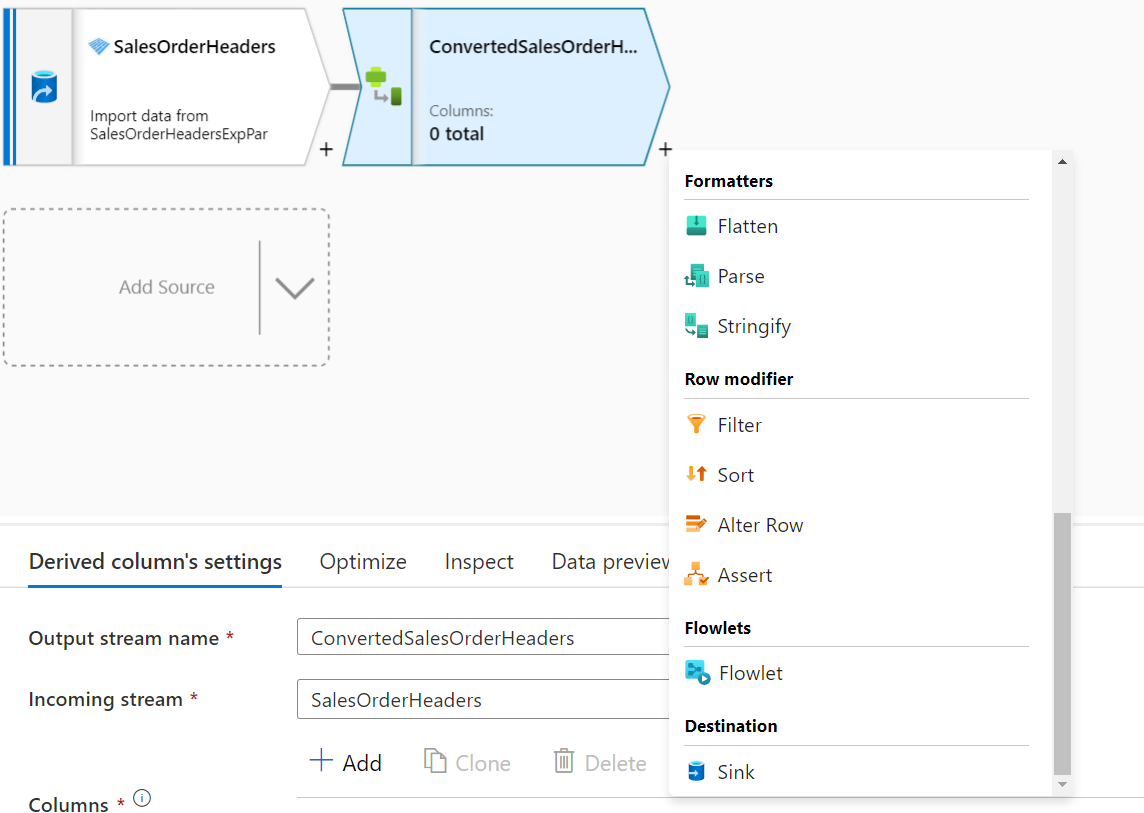 SalesOrderHeaders
Import data from
SalesOrderHeadersExpPar
+
ConvertedSalesOrderH...
Columns:
0 total
+
Add Source
Formatters
Flatten
Parse
Stringify
Row modifier
Filter
Sort
Alter Row
Assert
Flowlets
Flowlet
Destination
Sink
Derived column's settings
Optimize
Inspect
Data preview
Output stream name *
ConvertedSalesOrderHeaders
Incoming stream *
SalesOrderHeaders
Add
Clone
Delete
Columns *